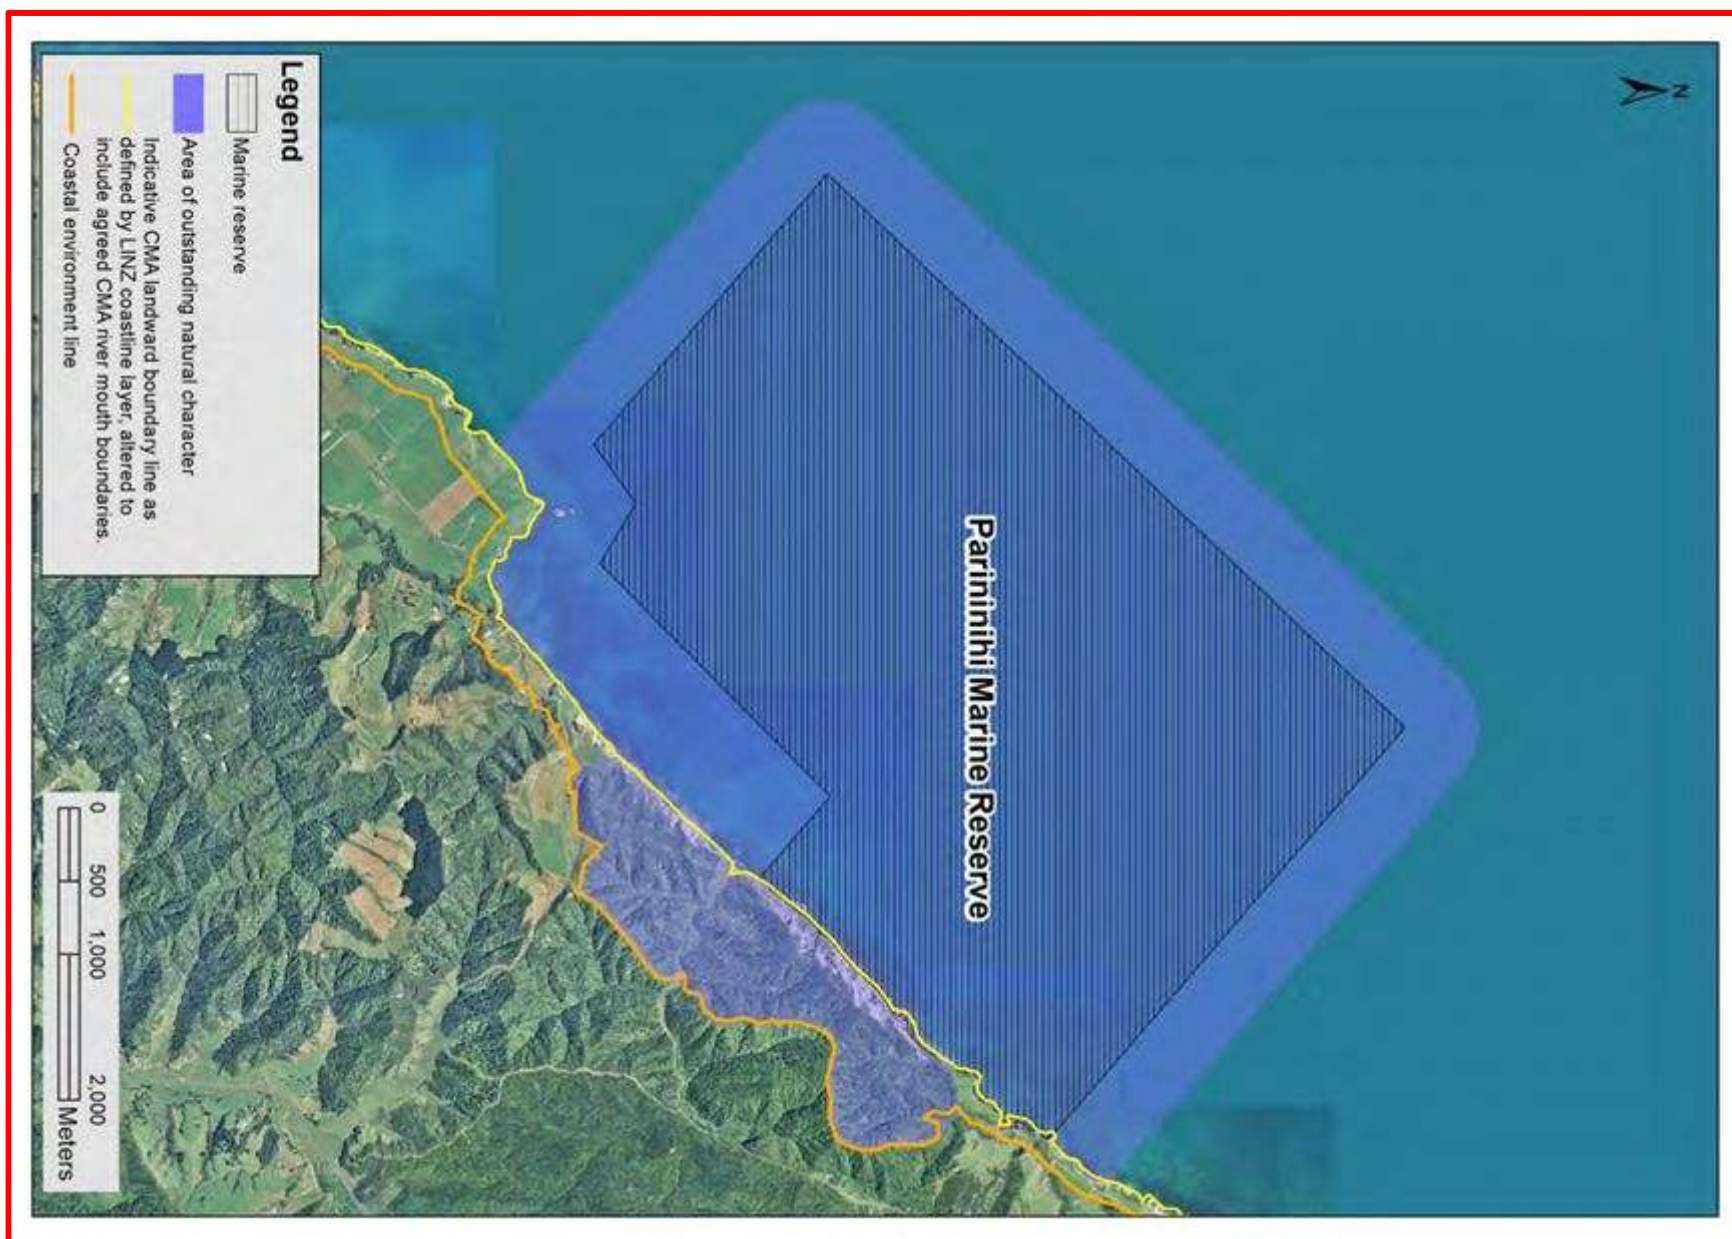 N
Parininihi Marine Reserve
Legend
Marine reserve
Area of outstanding natural character
Indicative CMA landward boundary line as
defined by LINZ coastline layer, altered to
include agreed CMA river mouth boundaries.
Coastal environment line
0 500 1,000 2,000
Meters